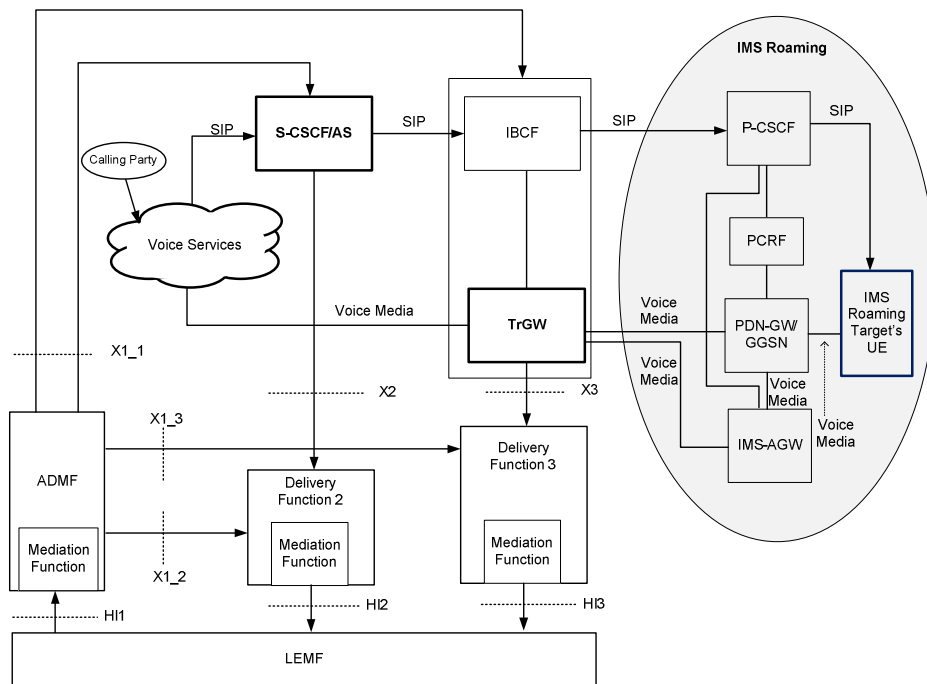 IMS Roaming
SIP
S-CSCF/AS
SIP
IBCF
SIP
P-CSCF
SIP
Calling Party
Voice Services
PCRF
Voice Media
TrGW
Voice
Media
PDN-GW/
GGSN
IMS
Roaming
Target's
UE
X1_1
Voice
Media
X2
X3
Voice
Media
Voice
Media
X1_3
IMS-AGW
ADMF
Delivery
Function 3
Delivery
Function 2
Mediation
Function
Mediation
Function
Mediation
Function
X1_2
HI1
HI2
HI3
LEMF